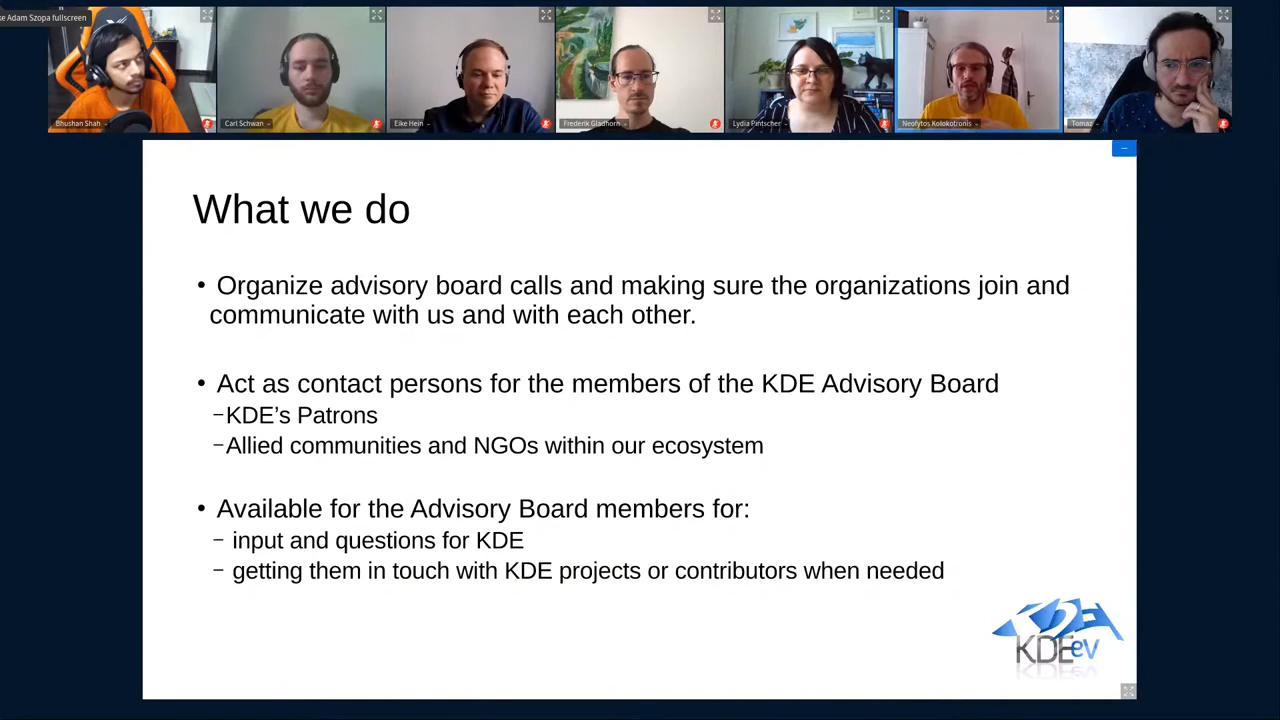 ke Adam Szopa fullscreen
Bhushan Shah
Carl Schwan
Eike Hein
Frederik Gladhorn
Lydia Pintscher
Neofytos Kolokotronis
Tomaz
What we do
• Organize advisory board calls and making sure the organizations join and
communicate with us and with each other.
• Act as contact persons for the members of the KDE Advisory Board
–KDE’s Patrons
–Allied communities and NGOs within our ecosystem
• Available for the Advisory Board members for:
– input and questions for KDE
– getting them in touch with KDE projects or contributors when needed
KDE eV